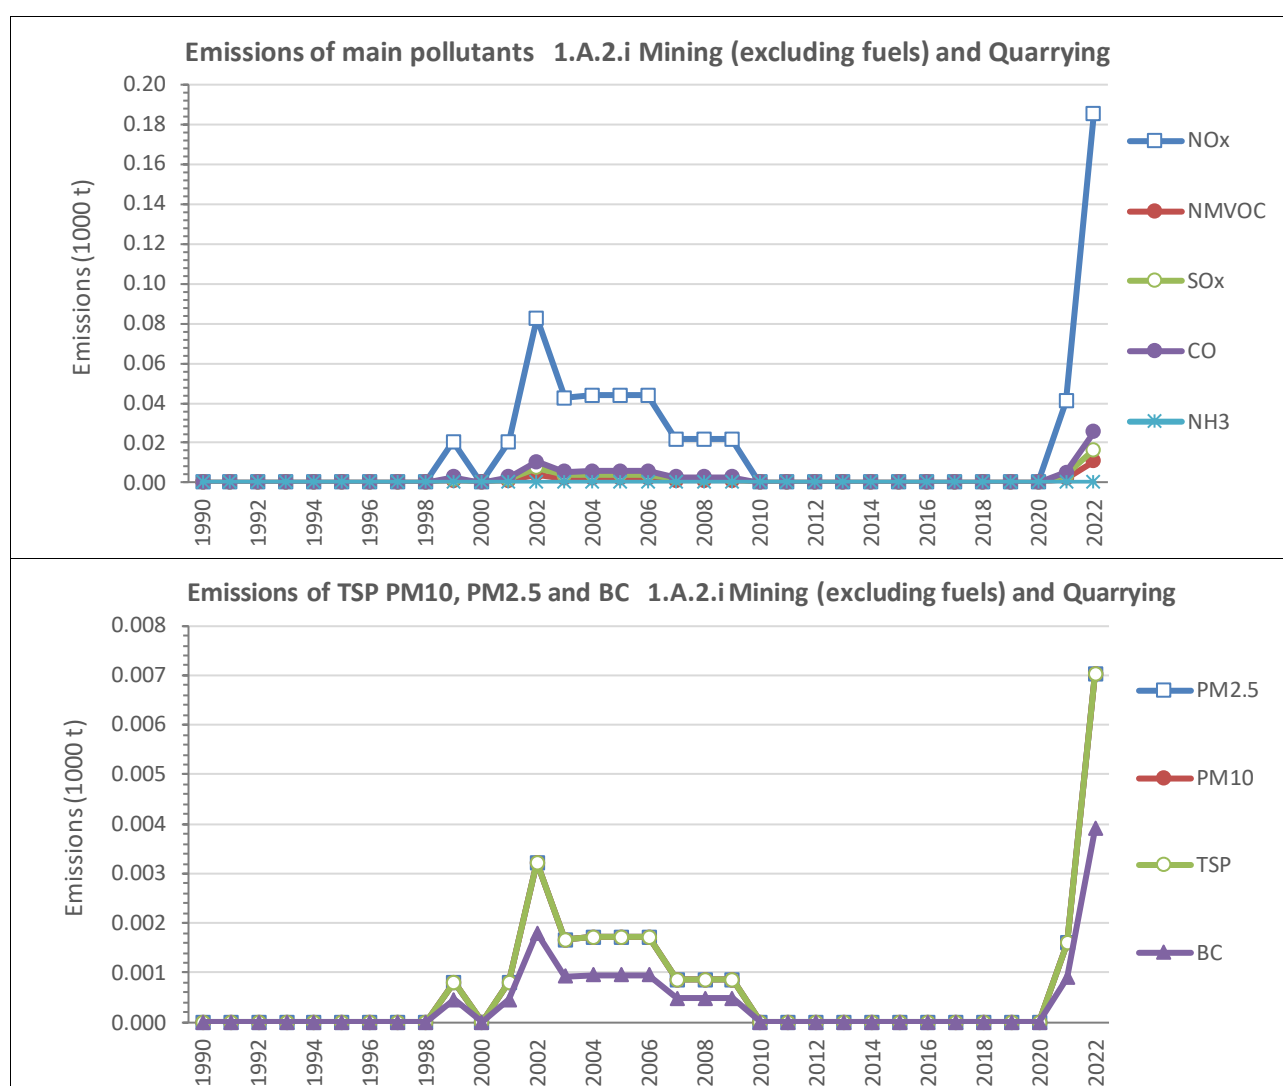 Emissions of main pollutants 1.A.2.i Mining (excluding fuels) and Quarrying
Emissions (1000 t)
0.20
0.18
0.16
0.14
0.12
0.10
0.08
0.06
0.04
0.02
0.00
1990 1992 1994 1996 1998 2000 2002 2004 2006 2008 2010 2012 2014 2016 2018 2020 2022
NOx
NMVOC
SOx
CO
NH3
Emissions of TSP PM10, PM2.5 and BC 1.A.2.i Mining (excluding fuels) and Quarrying
Emissions (1000 t)
0.008
0.007
0.006
0.005
0.004
0.003
0.002
0.001
0.000
1990 1992 1994 1996 1998 2000 2002 2004 2006 2008 2010 2012 2014 2016 2018 2020 2022
PM2.5
PM10
TSP
BC